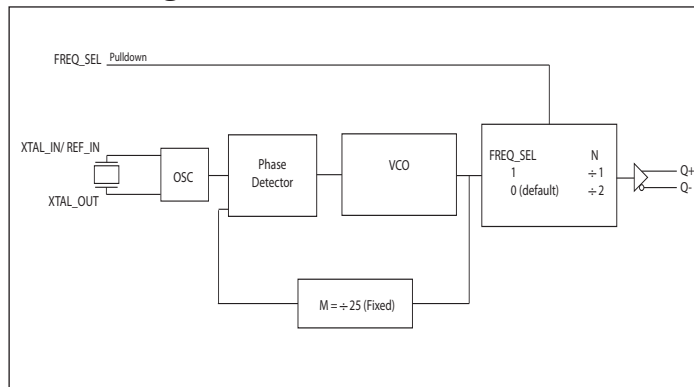 FREQ_SEL Pulldown
XTAL_IN/ REF_IN
XTAL_OUT
OSC
Phase
Detector
VCO
FREQ_SEL N
1 ÷1
0 (default) ÷2
Q+
Q-
M = ÷25 (Fixed)